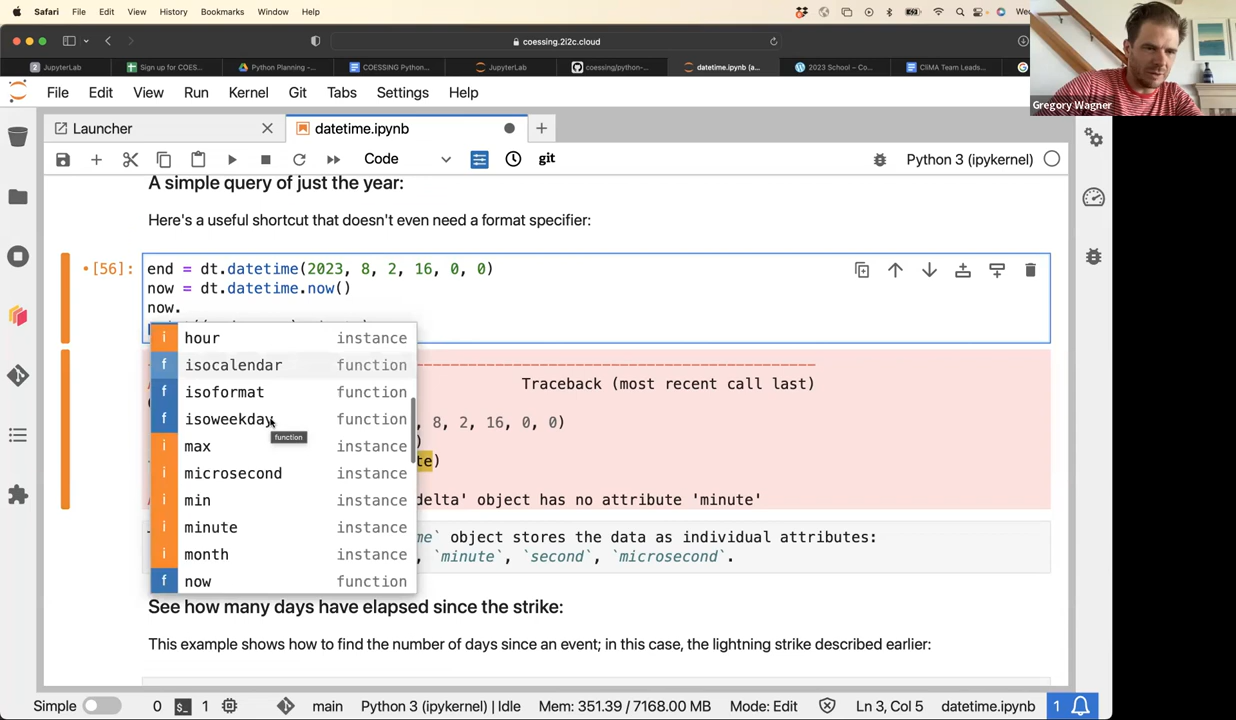 Safari File Edit View History Bookmarks Window Help
coessing.2i2c.cloud
JupyterLab Sign up for COES... Python Planning -... COESSING Python... JupyterLab coessing/python-... datetime.ipynb (a... 2023 School – Co... CliMA Team Leads...
Gregory Wagner
File Edit View Run Kernel Git Tabs Settings Help
Launcher datetime.ipynb
Code git Python 3 (ipykernel)
A simple query of just the year:
Here's a useful shortcut that doesn't even need a format specifier:
[56]: end = dt.datetime(2023, 8, 2, 16, 0, 0)
now = dt.datetime.now()
now.
hour instance
isocalendar function
isoformat function
isoweekday function
function
max instance
microsecond instance
min instance
minute instance
month instance
now function
Traceback (most recent call last)
, 8, 2, 16, 0, 0)
)
te)
delta' object has no attribute 'minute'
me` object stores the data as individual attributes:
, `minute`, `second`, `microsecond`.
See how many days have elapsed since the strike:
This example shows how to find the number of days since an event; in this case, the lightning strike described earlier:
Simple 0 1 main Python 3 (ipykernel) | Idle Mem: 351.39 / 7168.00 MB Mode: Edit Ln 3, Col 5 datetime.ipynb 1